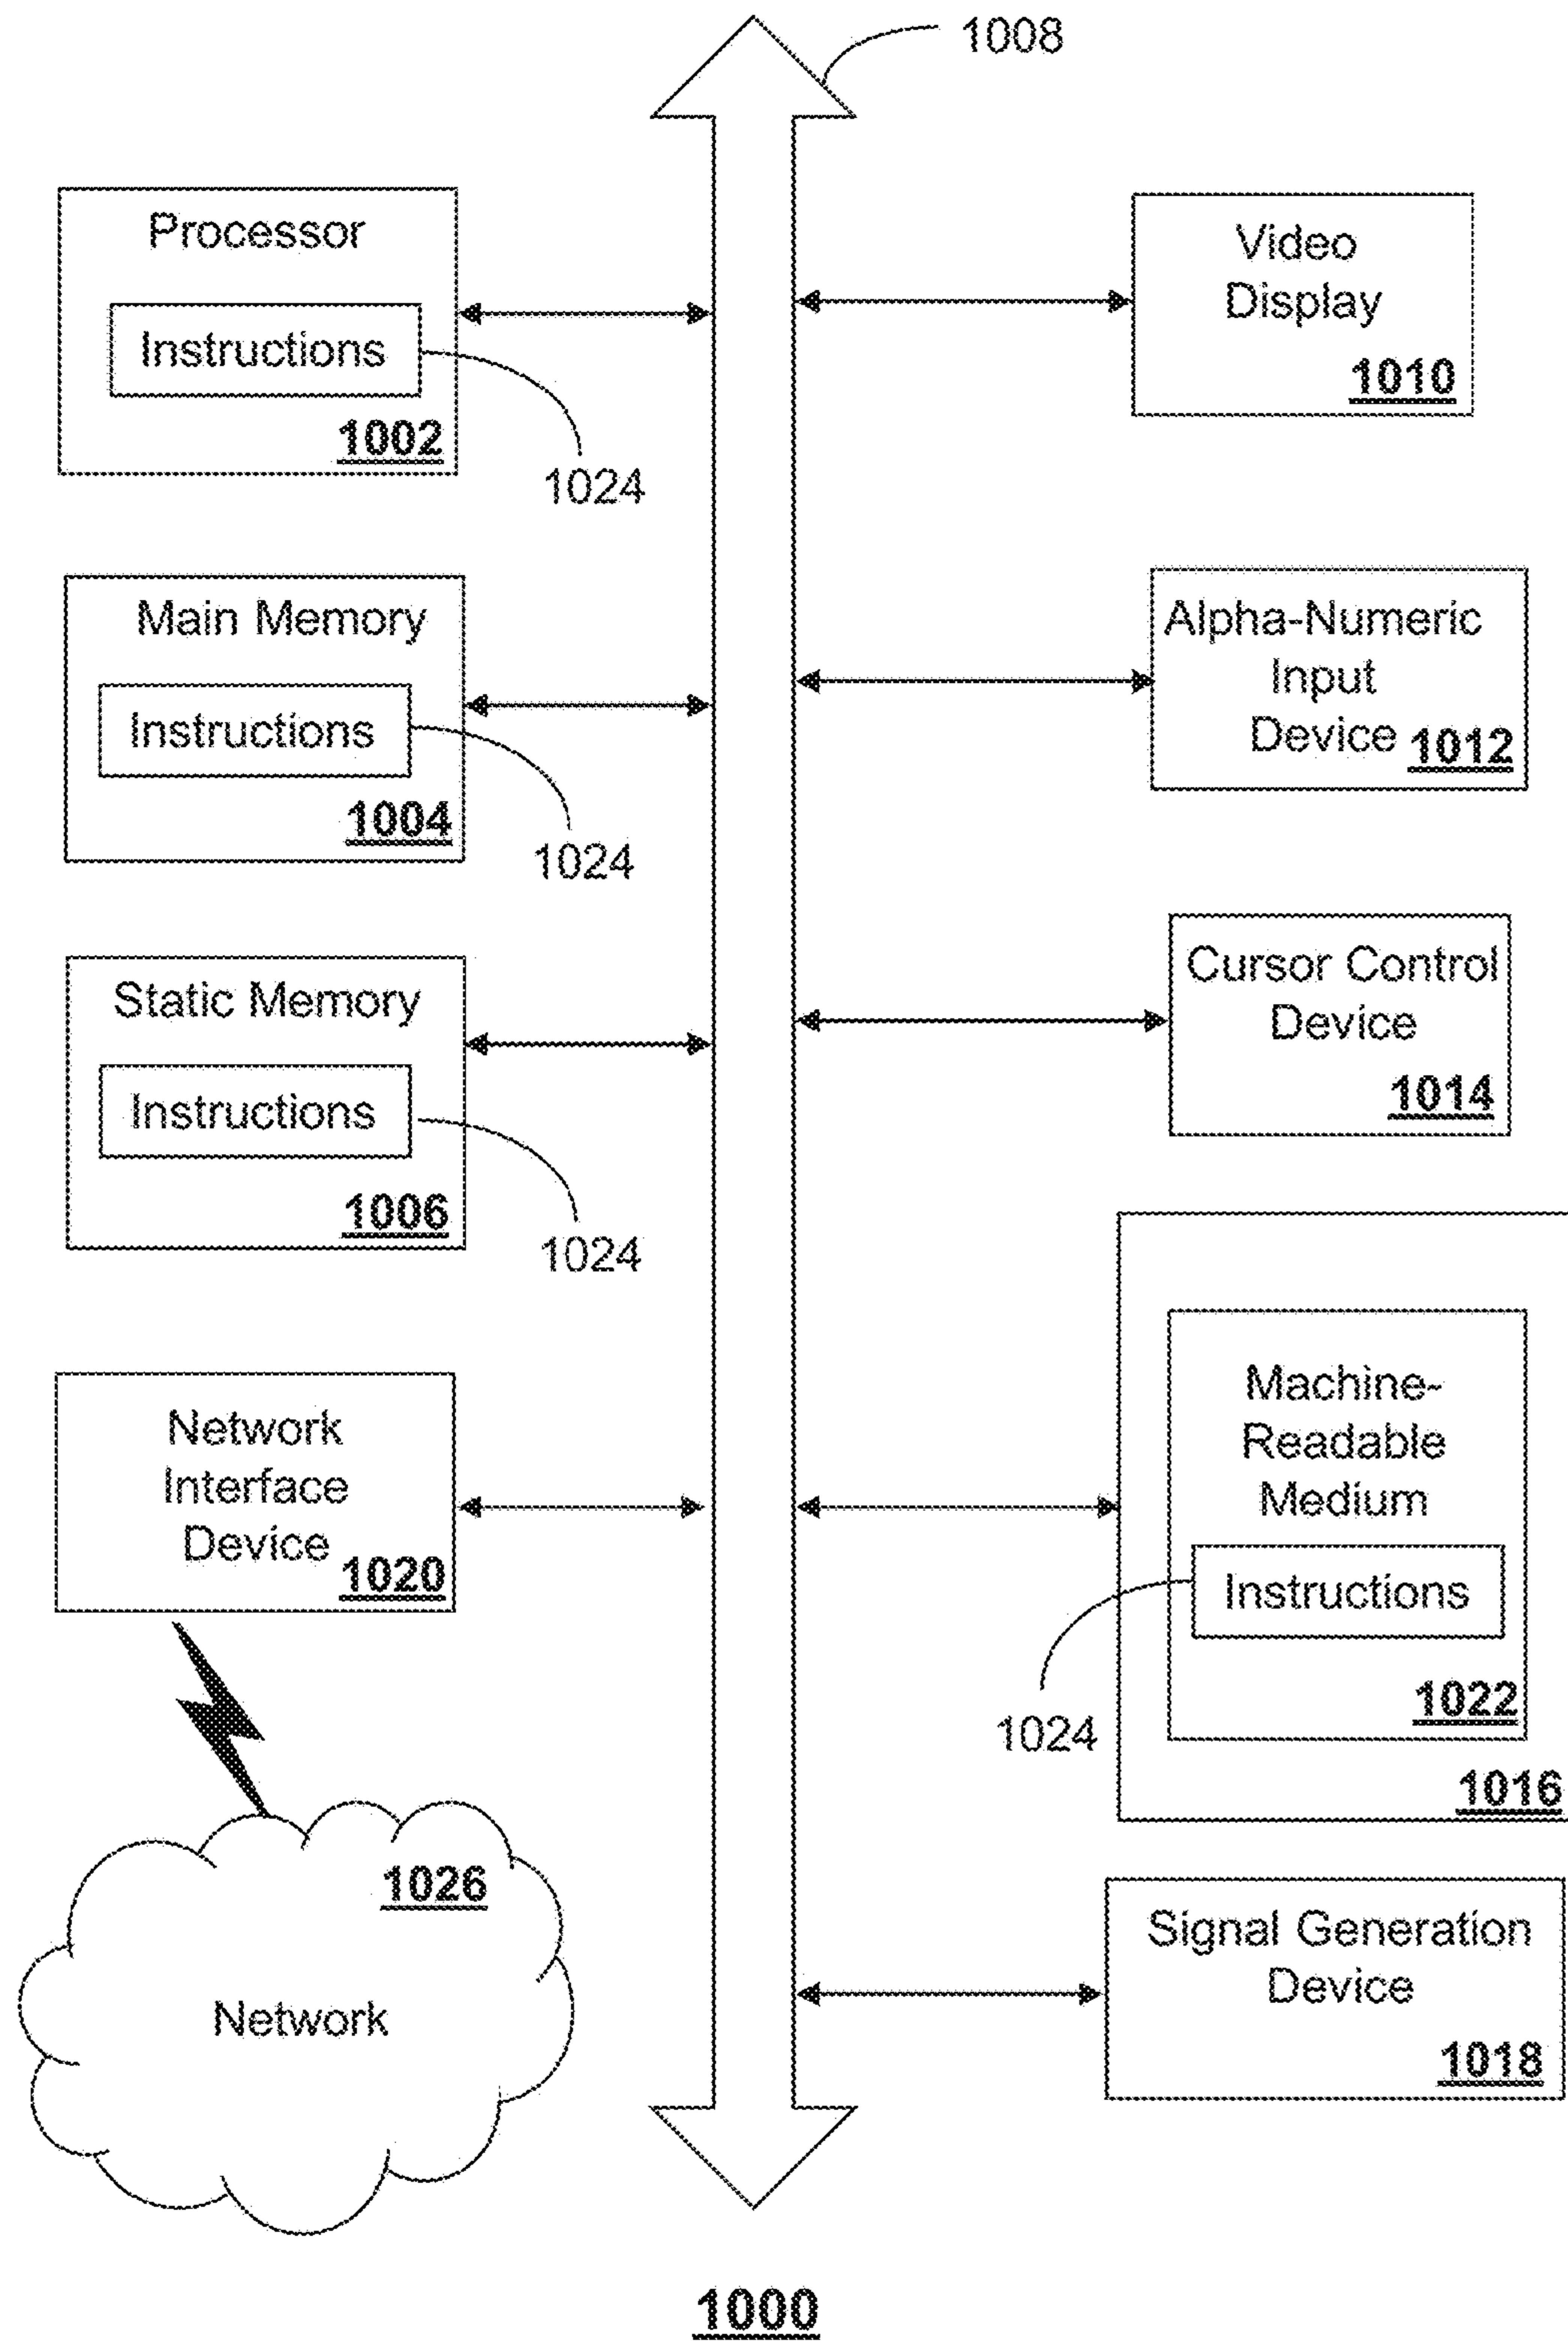 1008
Processor
Instructions
1002
1024
Video
Display
1010
Main Memory
Instructions
1004
1024
Alpha-Numeric
Input
Device
1012
Static Memory
Instructions
1006
1024
Cursor Control
Device
1014
Network
Interface
Device
1020
Machine-
Readable
Medium
Instructions
1022
1024
1016
1026
Network
Signal Generation
Device
1018
1000